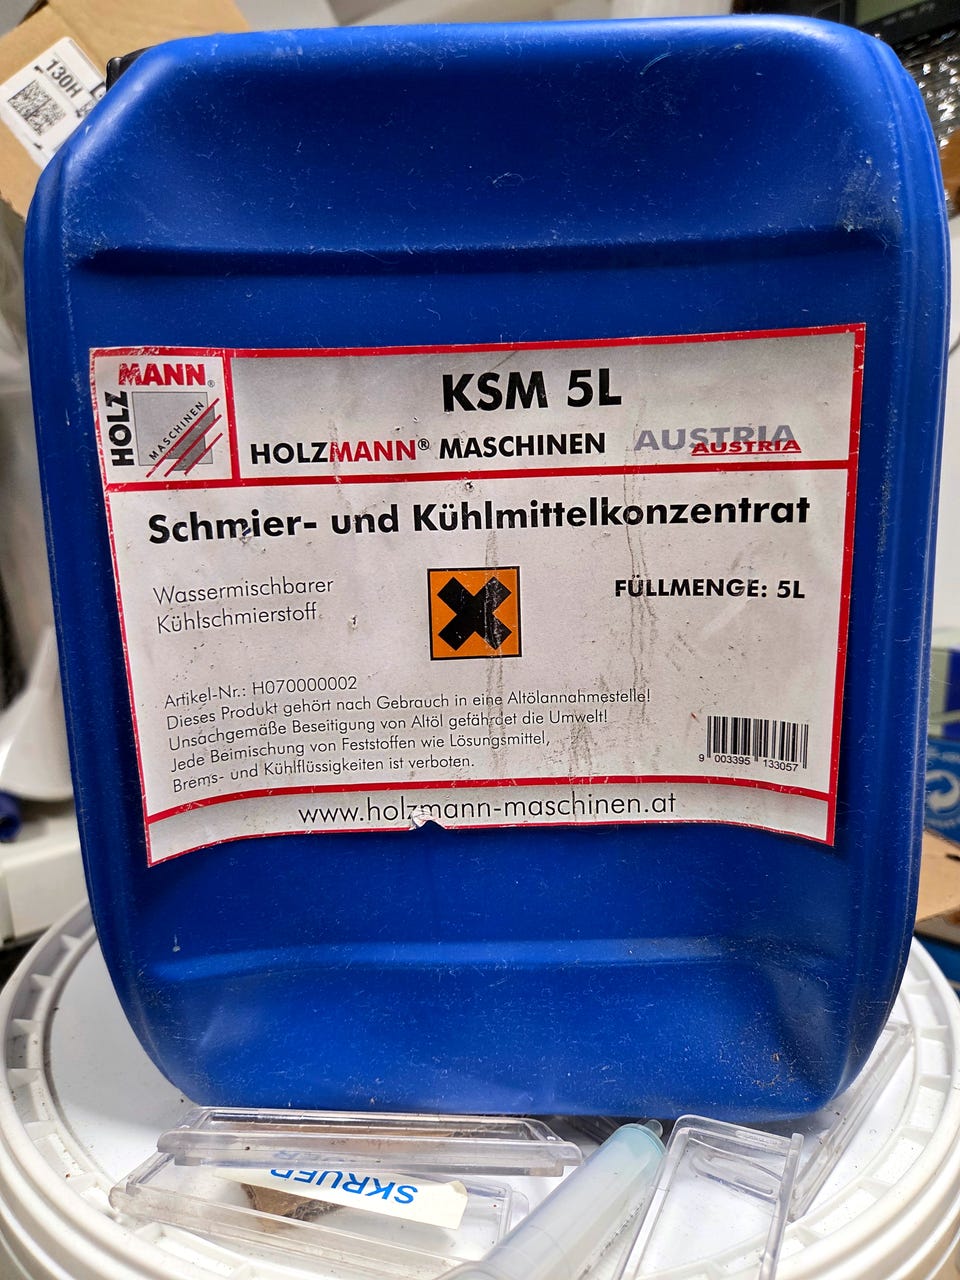 T30H
HOLZ
MANN®
MASCHINEN
KSM 5L
HOLZMANN® MASCHINEN
AUSTRIA
AUSTRIA
Schmier- und Kühlmittelkonzentrat
Wassermischbarer
Kühlschmierstoff
FÜLLMENGE: 5L
Artikel-Nr.: H070000002
Dieses Produkt gehört nach Gebrauch in eine Altölannahmestelle!
Unsachgemäße Beseitigung von Altöl gefährdet die Umwelt!
Jede Beimischung von Feststoffen wie Lösungsmittel,
Brems- und Kühlflüssigkeiten ist verboten.
9 003395 133057
www.holzmann-maschinen.at
SKRUER